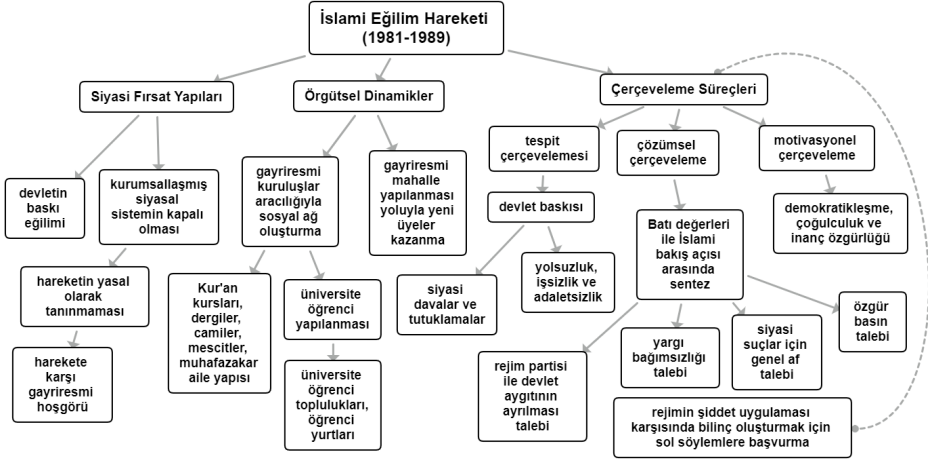 İslami Eğilim Hareketi
(1981-1989)
Siyasi Fırsat Yapıları
Örgütsel Dinamikler
Çerçeveleme Süreçleri
devletin
baskı
eğilimi
kurumsallaşmış
siyasal
sistemin kapalı
olması
hareketin yasal
olarak
tanınmaması
harekete
karşı
gayriresmi
hoşgörü
gayriresmi
kuruluşlar
aracılığıyla
sosyal ağ
oluşturma
gayriresmi
mahalle
yapılanması
yoluyla yeni
üyeler
kazanma
Kur'an
kursları,
dergiler,
camiler,
mescitler,
muhafazakar
aile yapısı
üniversite
öğrenci
yapılanması
üniversite
öğrenci
toplulukları,
öğrenci
yurtları
tespit
çerçevelemesi
devlet baskısı
siyasi
davalar ve
tutuklamalar
yolsuzluk,
işsizlik ve
adaletsizlik
çözümsel
çerçeveleme
Batı değerleri
ile İslami
bakış açısı
arasında
sentez
rejim partisi
ile devlet
aygıtının
ayrılması
talebi
yargı
bağımsızlığı
talebi
siyasi
suçlar için
genel af
talebi
özgür
basın
talebi
motivasyonel
çerçeveleme
demokratikleşme,
çoğulculuk ve
inanç özgürlüğü
rejimin şiddet uygulaması
karşısında bilinç oluşturmak için
sol söylemlere başvurma